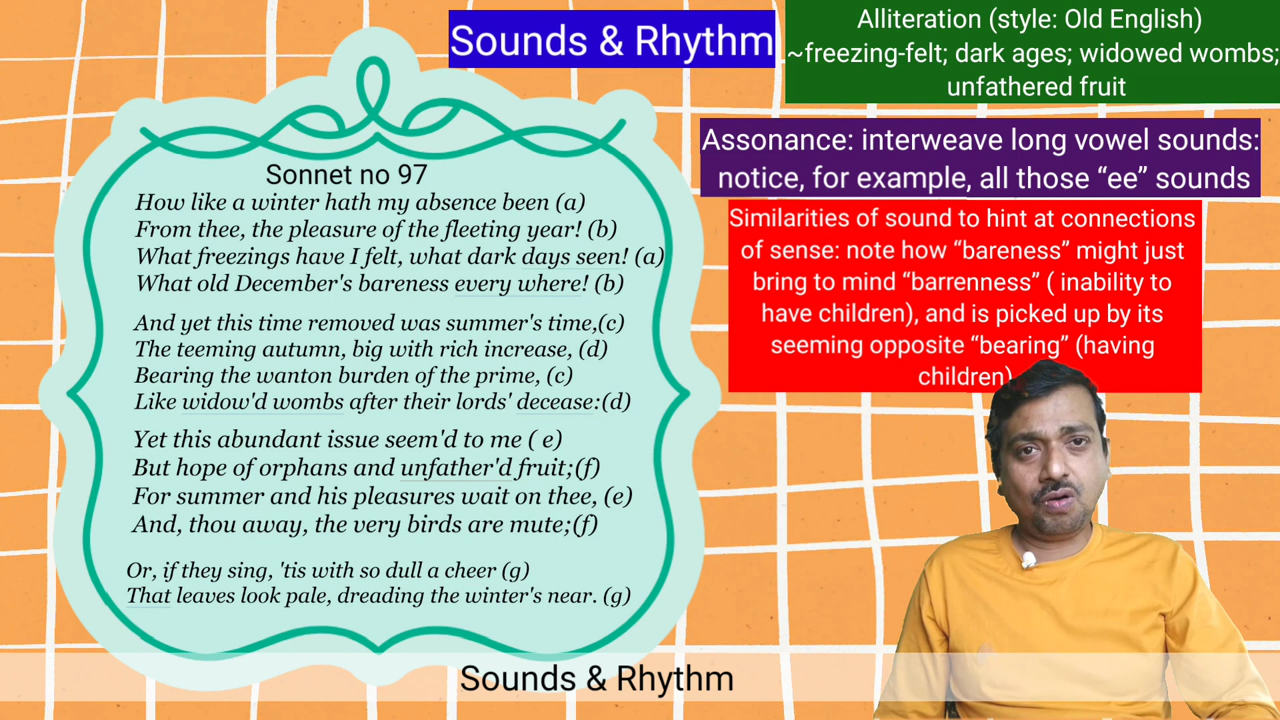 Sounds & Rhythm
Alliteration (style: Old English)
~freezing-felt; dark ages; widowed wombs;
unfathered fruit
Assonance: interweave long vowel sounds:
notice, for example, all those “ee” sounds
Similarities of sound to hint at connections
of sense: note how “bareness” might just
bring to mind “barrenness” ( inability to
have children), and is picked up by its
seeming opposite “bearing” (having
children)
Sonnet no 97
How like a winter hath my absence been (a)
From thee, the pleasure of the fleeting year! (b)
What freezings have I felt, what dark days seen! (a)
What old December's bareness every where! (b)
And yet this time removed was summer's time,(c)
The teeming autumn, big with rich increase, (d)
Bearing the wanton burden of the prime, (c)
Like widow'd wombs after their lords' decease:(d)
Yet this abundant issue seem'd to me ( e)
But hope of orphans and unfather'd fruit;(f)
For summer and his pleasures wait on thee, (e)
And, thou away, the very birds are mute;(f)
Or, if they sing, 'tis with so dull a cheer (g)
That leaves look pale, dreading the winter's near. (g)
Sounds & Rhythm